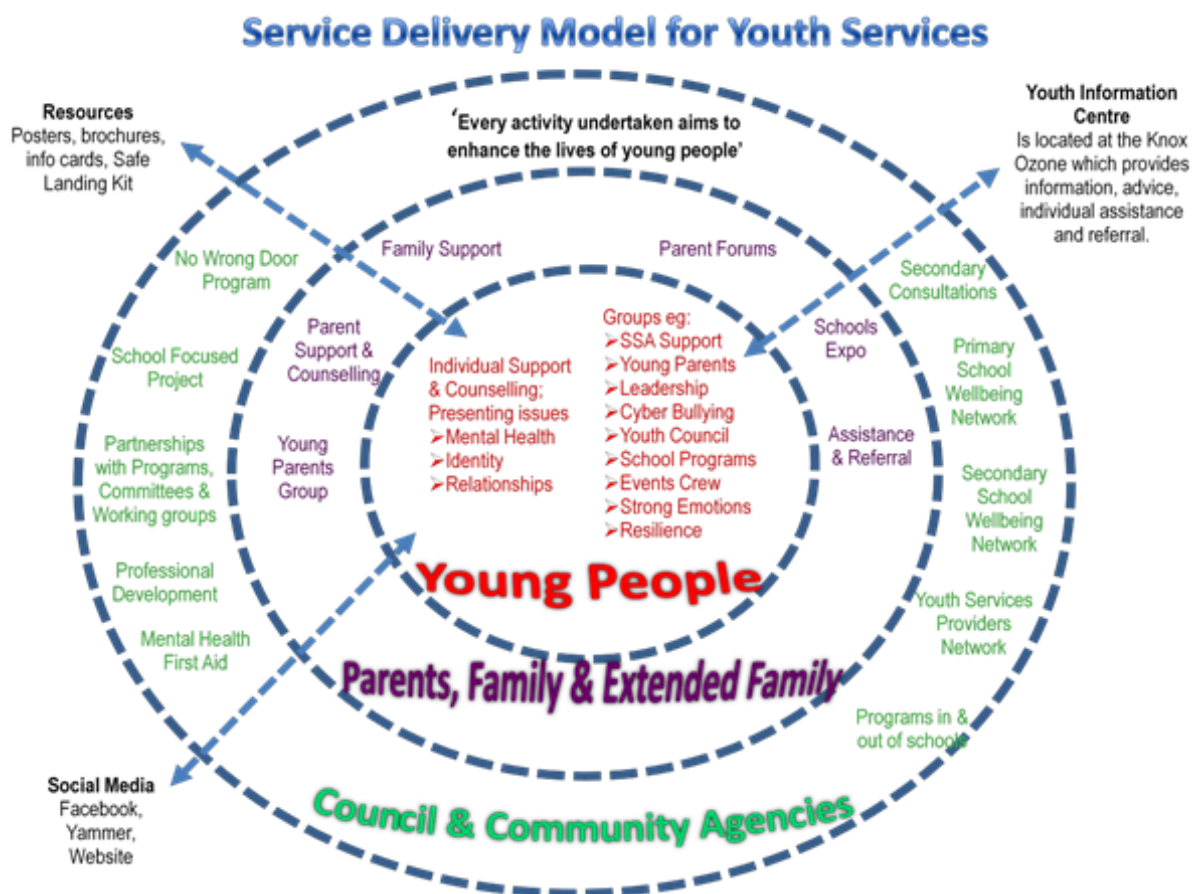 Service Delivery Model for Youth Services
Resources
Posters, brochures,
info cards, Safe
Landing Kit
‘Every activity undertaken aims to
enhance the lives of young people’
Youth Information
Centre
Is located at the Knox
Ozone which provides
information, advice,
individual assistance
and referral.
No Wrong Door
Program
School Focused
Project
Partnerships
with Programs,
Committees &
Working groups
Professional
Development
Mental Health
First Aid
Family Support
Parent
Support &
Counselling
Young
Parents
Group
Individual Support
& Counselling;
Presenting issues
➢Mental Health
➢Identity
➢Relationships
Groups eg:
➢SSA Support
➢Young Parents
➢Leadership
➢Cyber Bullying
➢Youth Council
➢School Programs
➢Events Crew
➢Strong Emotions
➢Resilience
Parent Forums
Schools
Expo
Assistance
& Referral
Secondary
Consultations
Primary
School
Wellbeing
Network
Secondary
School
Wellbeing
Network
Youth Services
Providers
Network
Programs in &
out of schools
Young People
Parents, Family & Extended Family
Council & Community Agencies
Social Media
Facebook,
Yammer,
Website